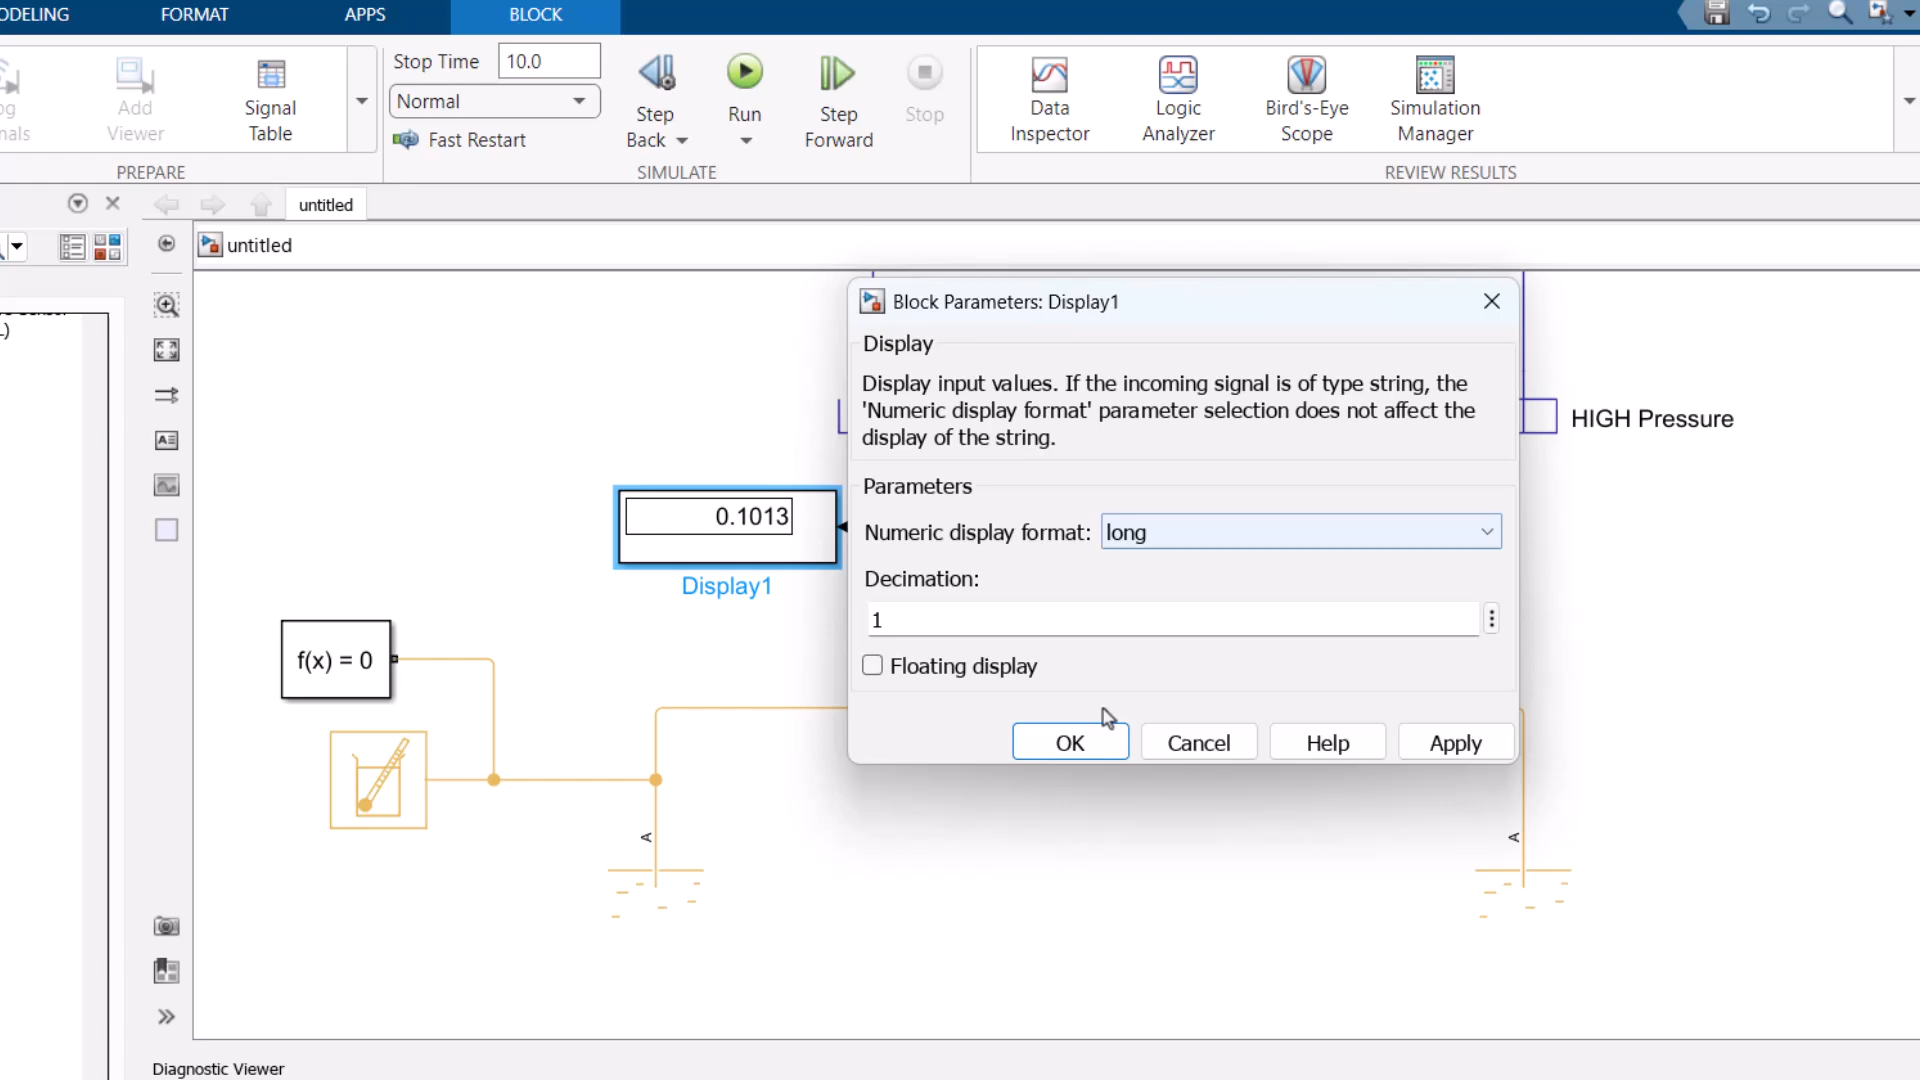 FORMAT
APPS
BLOCK
Add
Viewer
Signal
Table
PREPARE
Stop Time
10.0
Normal
Fast Restart
Step
Back
Run
Step
Forward
Stop
SIMULATE
Data
Inspector
Logic
Analyzer
Bird's-Eye
Scope
Simulation
Manager
REVIEW RESULTS
untitled
untitled
Block Parameters: Display1
Display
Display input values. If the incoming signal is of type string, the
'Numeric display format' parameter selection does not affect the
display of the string.
Parameters
Numeric display format:
long
Decimation:
1
Floating display
OK
Cancel
Help
Apply
HIGH Pressure
0.1013
Display1
f(x) = 0
A
A
Diagnostic Viewer